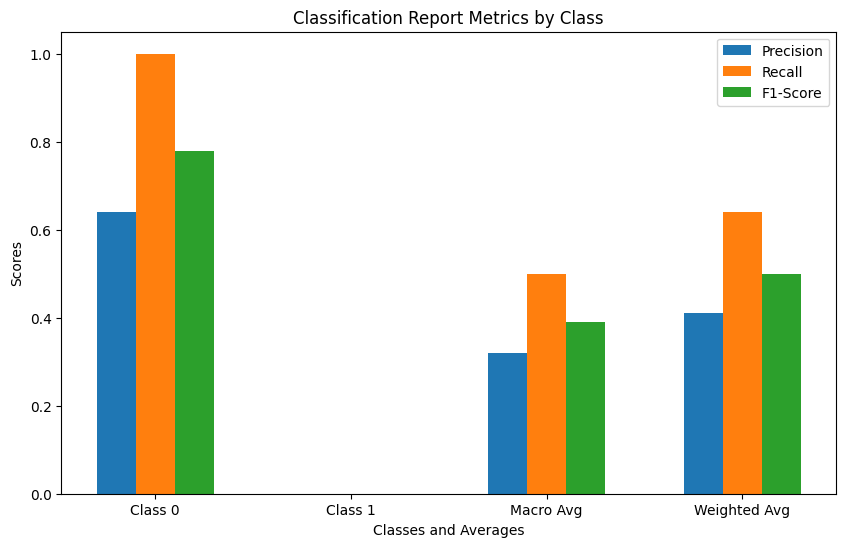 Classification Report Metrics by Class
Precision
Recall
F1-Score
1.0
0.8
0.6
0.4
0.2
0.0
Scores
Class 0
Class 1
Macro Avg
Weighted Avg
Classes and Averages